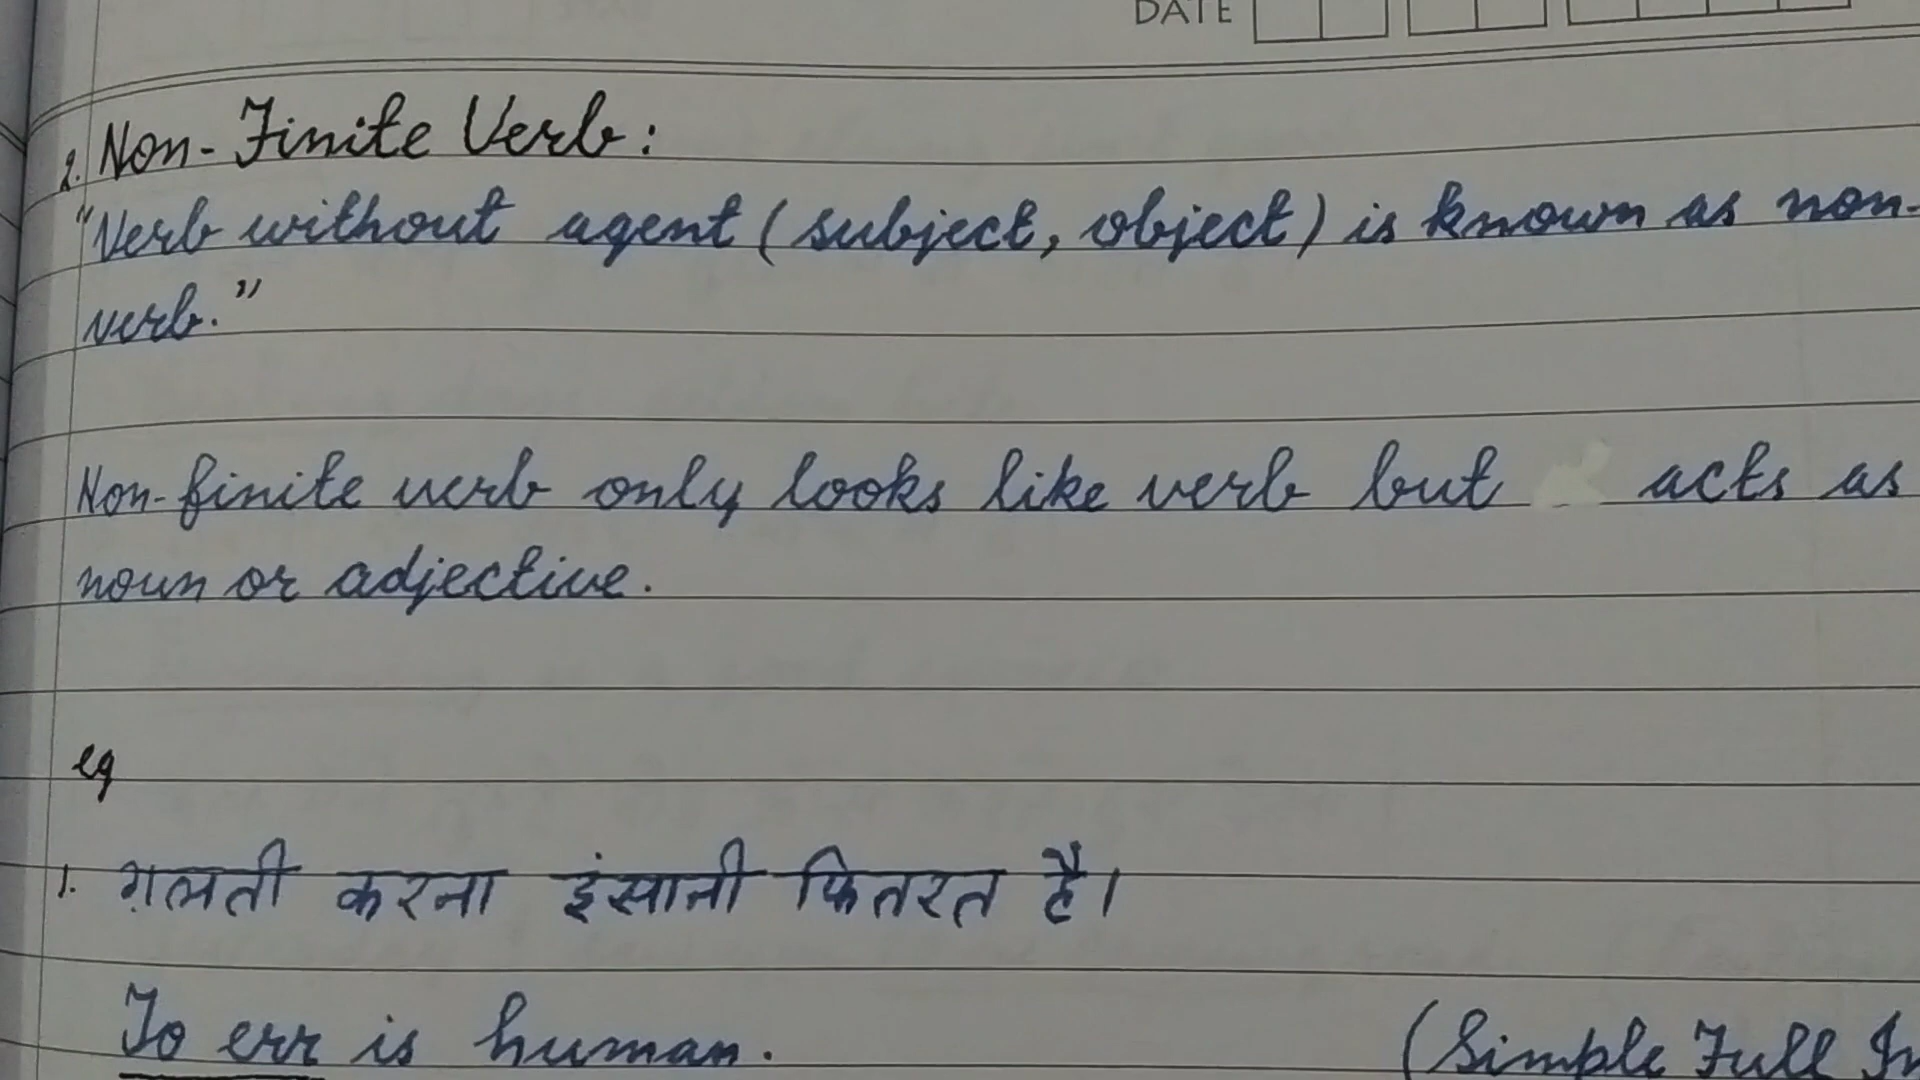 DATE
2. Non-Finite Verb:
"Verb without agent (subject, object) is known as non-
verb."
Non-finite verb only looks like verb but acts as
noun or adjective.
eg
1. ग़लती करना इंसानी फितरत है।
To err is human. (Simple Full In